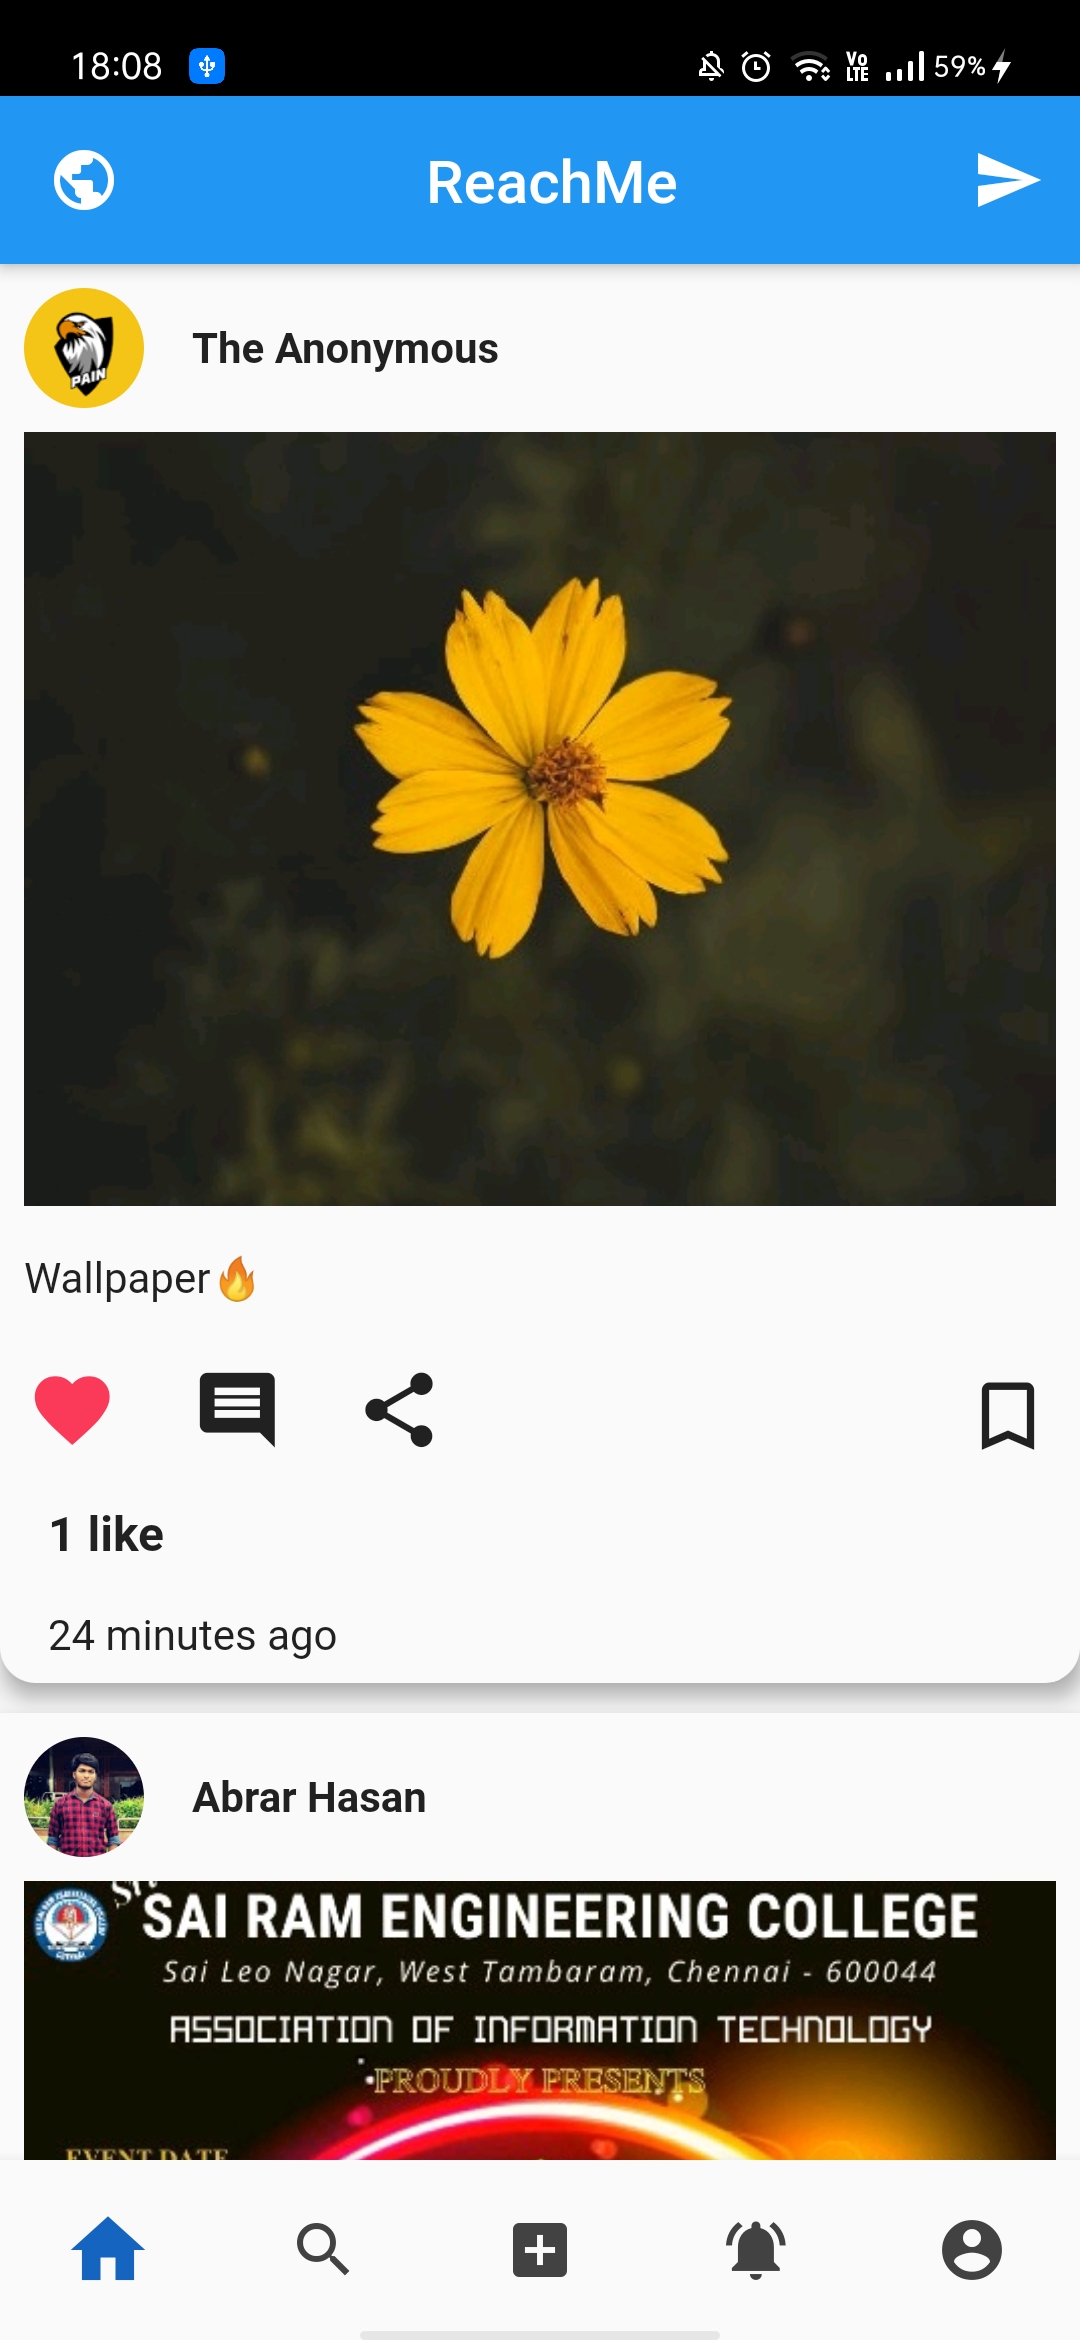 18:08
Vo
LTE
59%
ReachMe
PAIN
The Anonymous
Wallpaper🔥
1 like
24 minutes ago
Abrar Hasan
Sri
SAI RAM ENGINEERING COLLEGE
Sai Leo Nagar, West Tambaram, Chennai - 600044
ASSOCIATION OF INFORMATION TECHNOLOGY
PROUDLY PRESENTS
EVENT DATE